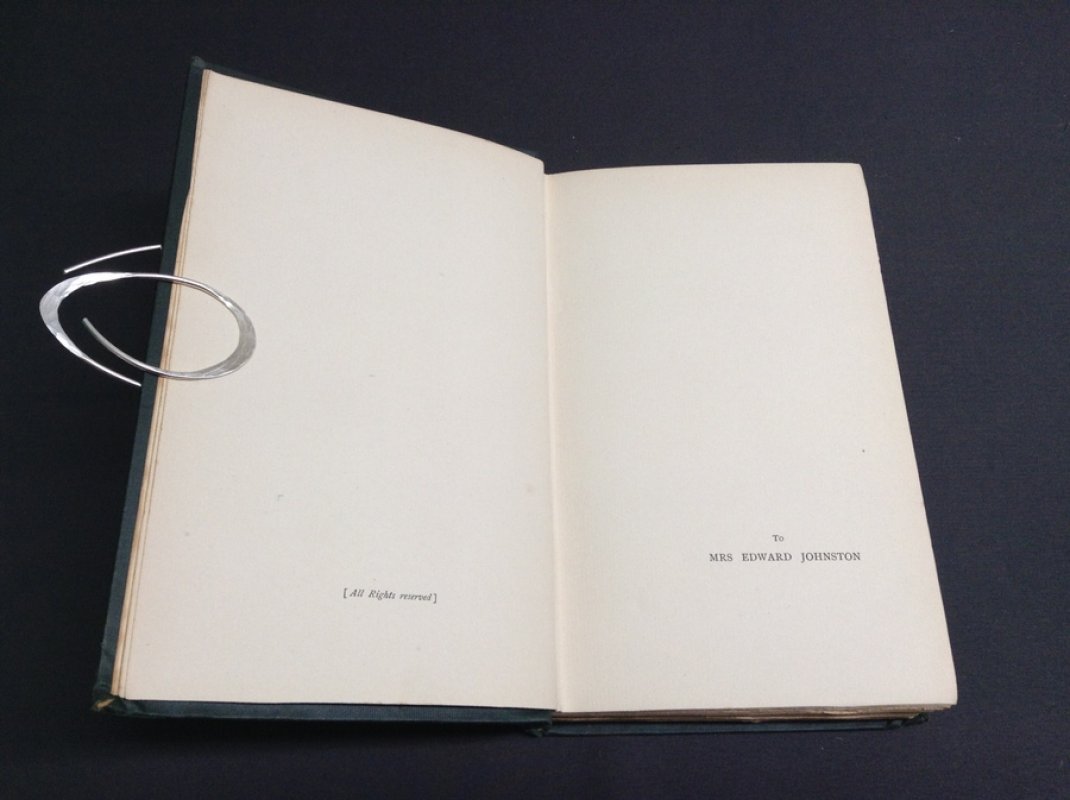 [ All Rights reserved ]
To
MRS EDWARD JOHNSTON